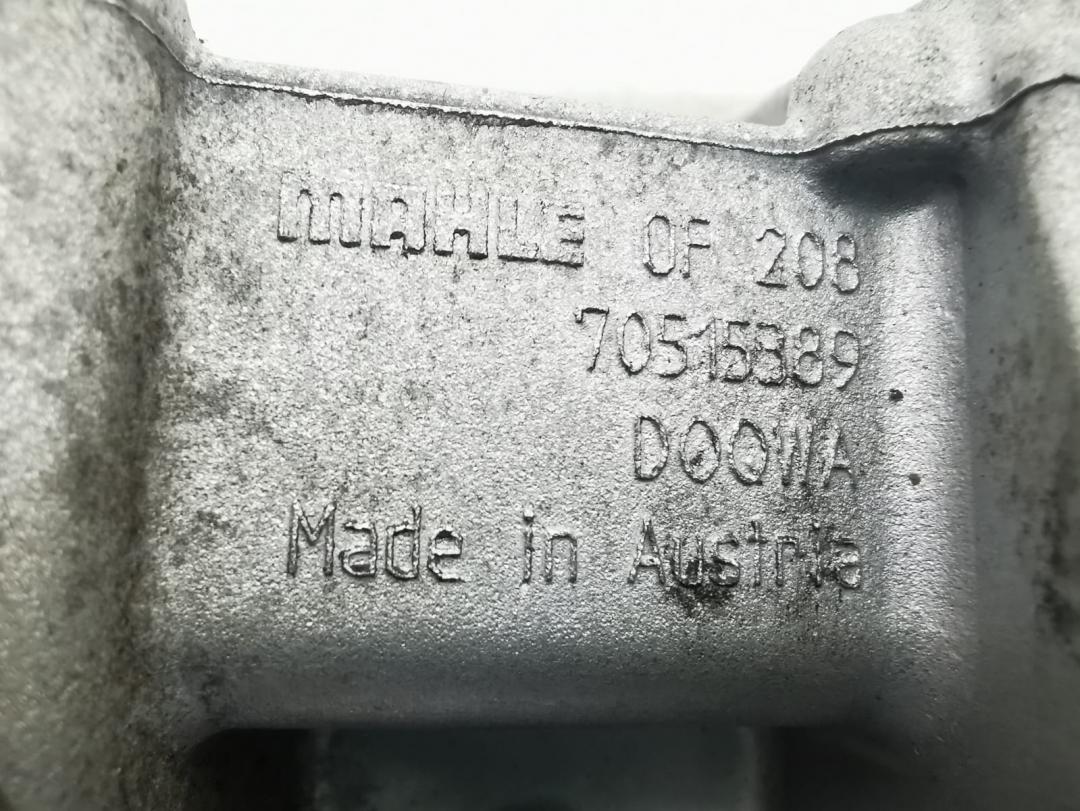 MAHLE OF 208
70515389
DOOWA
Made in Austria